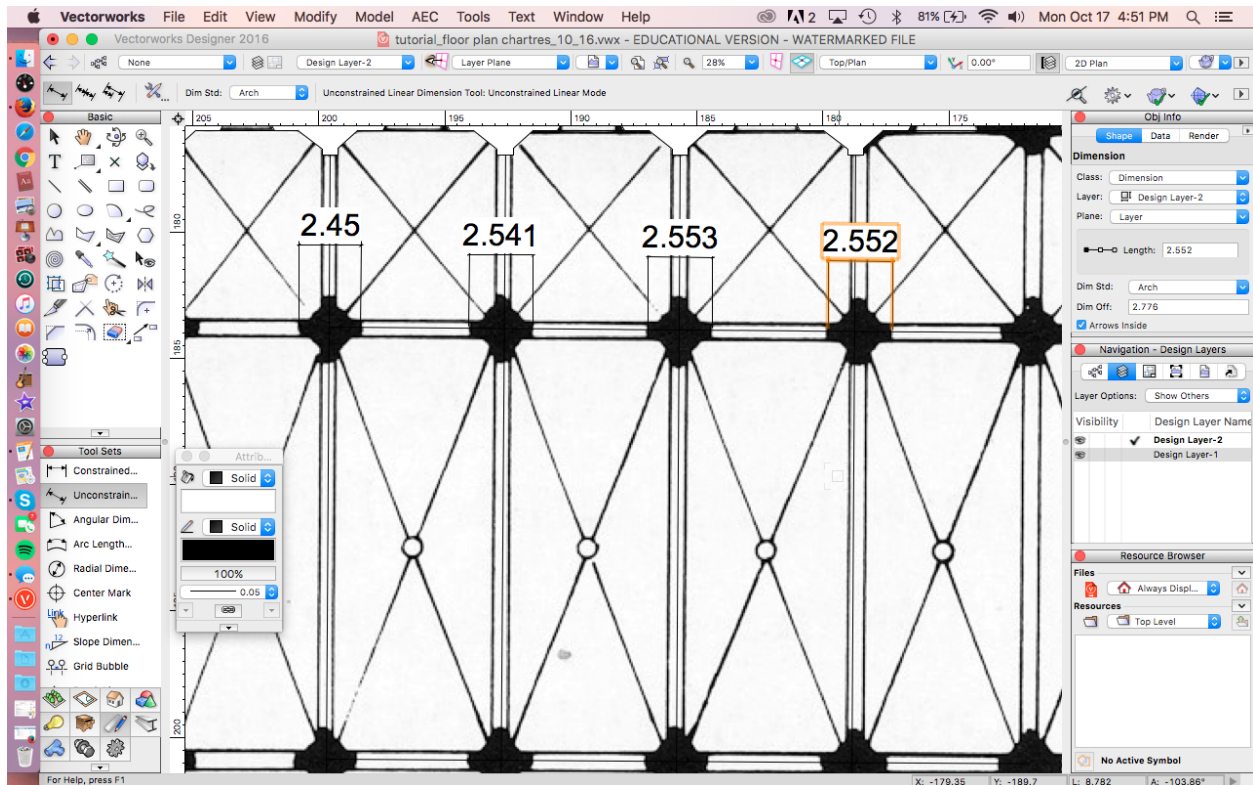 Vectorworks File Edit View Modify Model AEC Tools Text Window Help 2 81% Mon Oct 17 4:51 PM
Vectorworks Designer 2016 tutorial_floor plan chartres_10_16.vwx - EDUCATIONAL VERSION - WATERMARKED FILE
None Design Layer-2 Layer Plane 28% Top/Plan 0.00° 2D Plan
Dim Std: Arch Unconstrained Linear Dimension Tool: Unconstrained Linear Mode
Basic
205 200 195 190 185 180 175
180
185
200
2.45 2.541 2.553 2.552
Tool Sets
Constrained...
Unconstrain...
Angular Dim...
Arc Length...
Radial Dime...
Center Mark
Link Hyperlink
12 n Slope Dimen...
Grid Bubble
Attrib...
Solid
Solid
100%
0.05
Obj Info
Shape Data Render
Dimension
Class: Dimension
Layer: Design Layer-2
Plane: Layer
Length: 2.552
Dim Std: Arch
Dim Off: 2.776
Arrows Inside
Navigation - Design Layers
Layer Options: Show Others
Visibility Design Layer Name
Design Layer-2
Design Layer-1
Resource Browser
Files
Always Displ...
Resources
Top Level
No Active Symbol
For Help, press F1 X: -179.35 Y: -189.7 L: 8.782 A: -103.86°